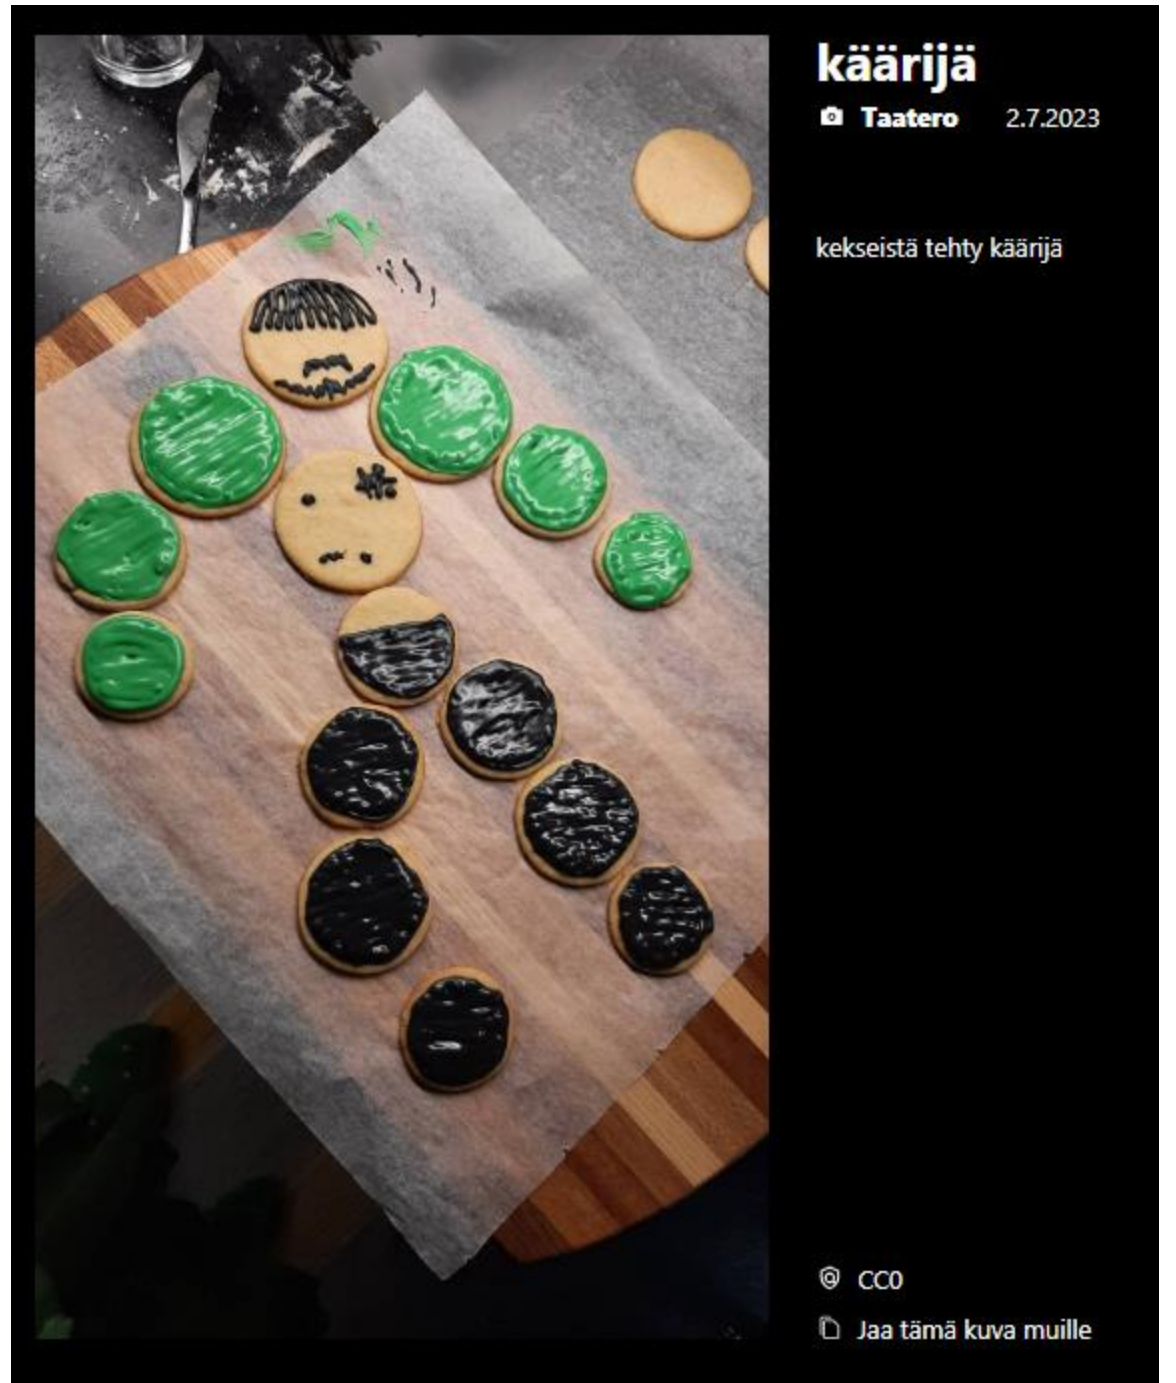 käärijä
Taatero 2.7.2023
kekseistä tehty käärijä
CC0
Jaa tämä kuva muille